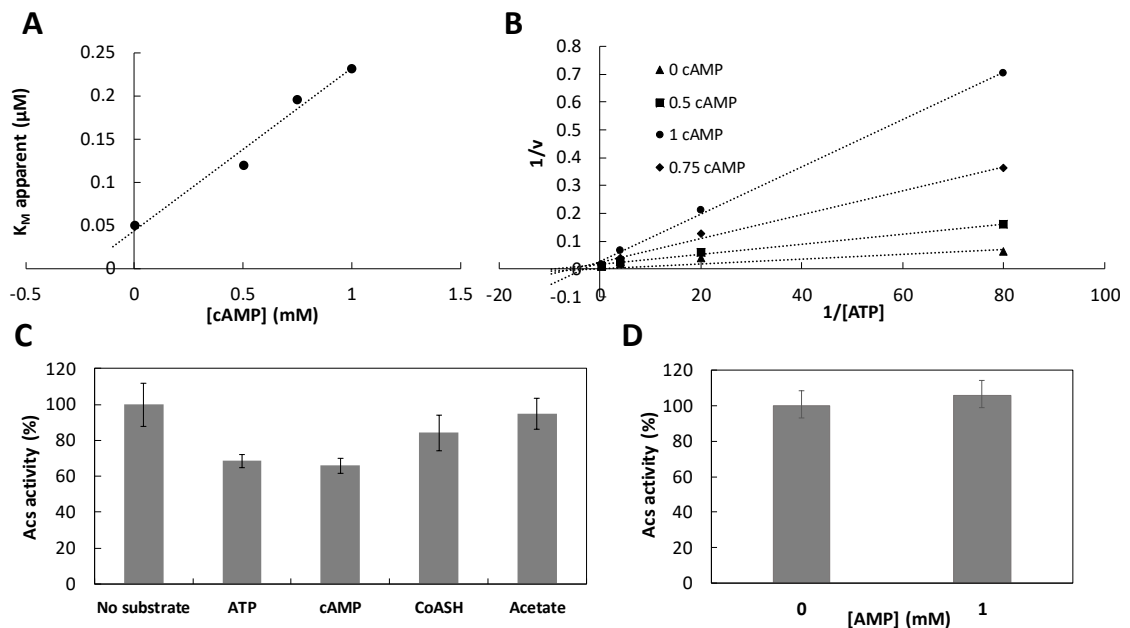 A
K_M apparent (μM)
0.25
0.2
0.15
0.1
0.05
0
-0.5
0
0.5
1
1.5
[cAMP] (mM)
B
1/v
0.8
0.7
0.6
0.5
0.4
0.3
0.2
0.1
0
-0.1
0 cAMP
0.5 cAMP
1 cAMP
0.75 cAMP
-20
0
20
40
60
80
100
1/[ATP]
C
Acs activity (%)
120
100
80
60
40
20
0
No substrate
ATP
cAMP
CoASH
Acetate
D
Acs activity (%)
120
100
80
60
40
20
0
0
1
[AMP] (mM)